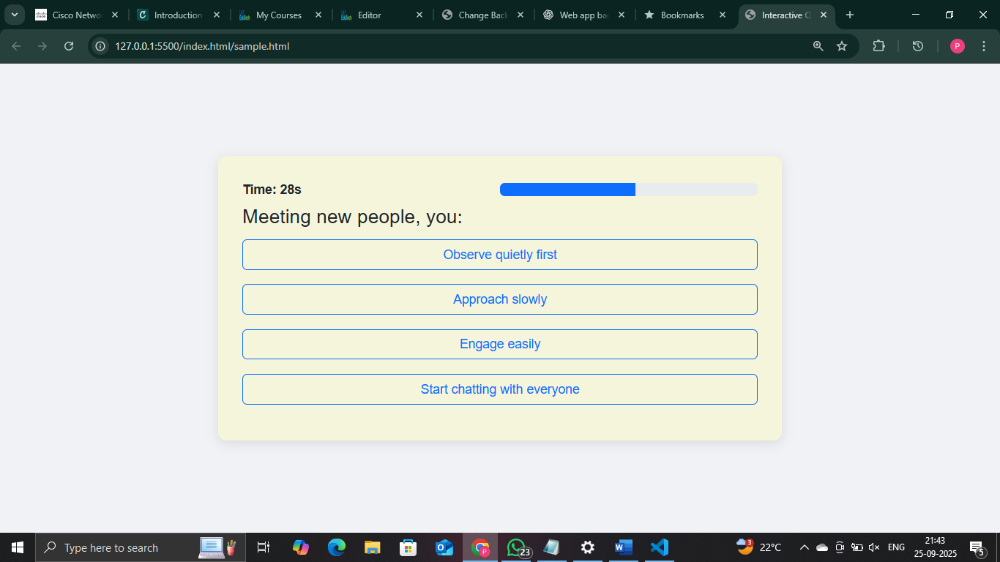 Cisco Netwo
Introduction
My Courses
Editor
Change Back
Web app ba
Bookmarks
Interactive Q
127.0.0.1:5500/index.html/sample.html
P
Time: 28s
Meeting new people, you:
Observe quietly first
Approach slowly
Engage easily
Start chatting with everyone
Type here to search
23
3
22°C
ENG
21:43
25-09-2025
5